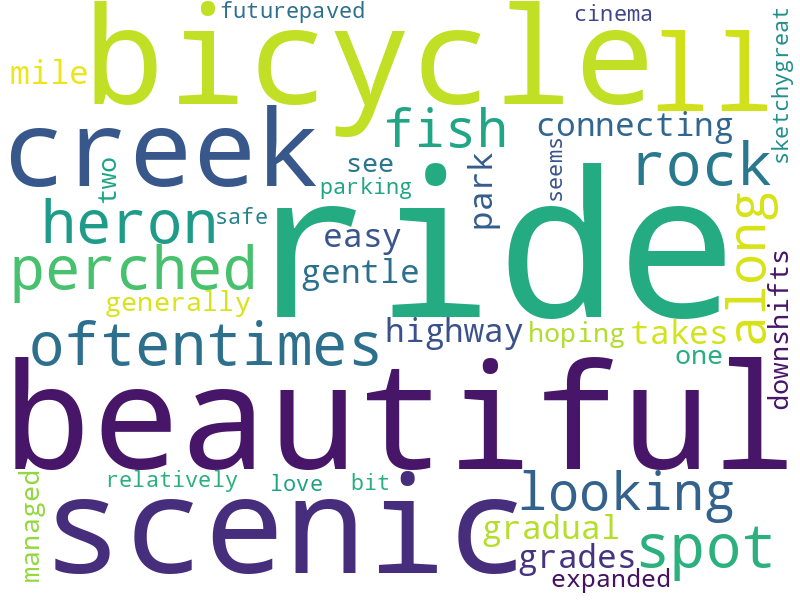 futurepaved
cinema
bicycle
ll
mile
sketchygreat
creek
fish
connecting
rock
two
see
parking
park
seems
heron
safe
easy
along
perched
gentle
downshifts
generally
oftentimes
highway
hoping
takes
one
beautiful
managed
relatively
love
bit
looking
scenic
gradual
spot
grades
expanded
ride